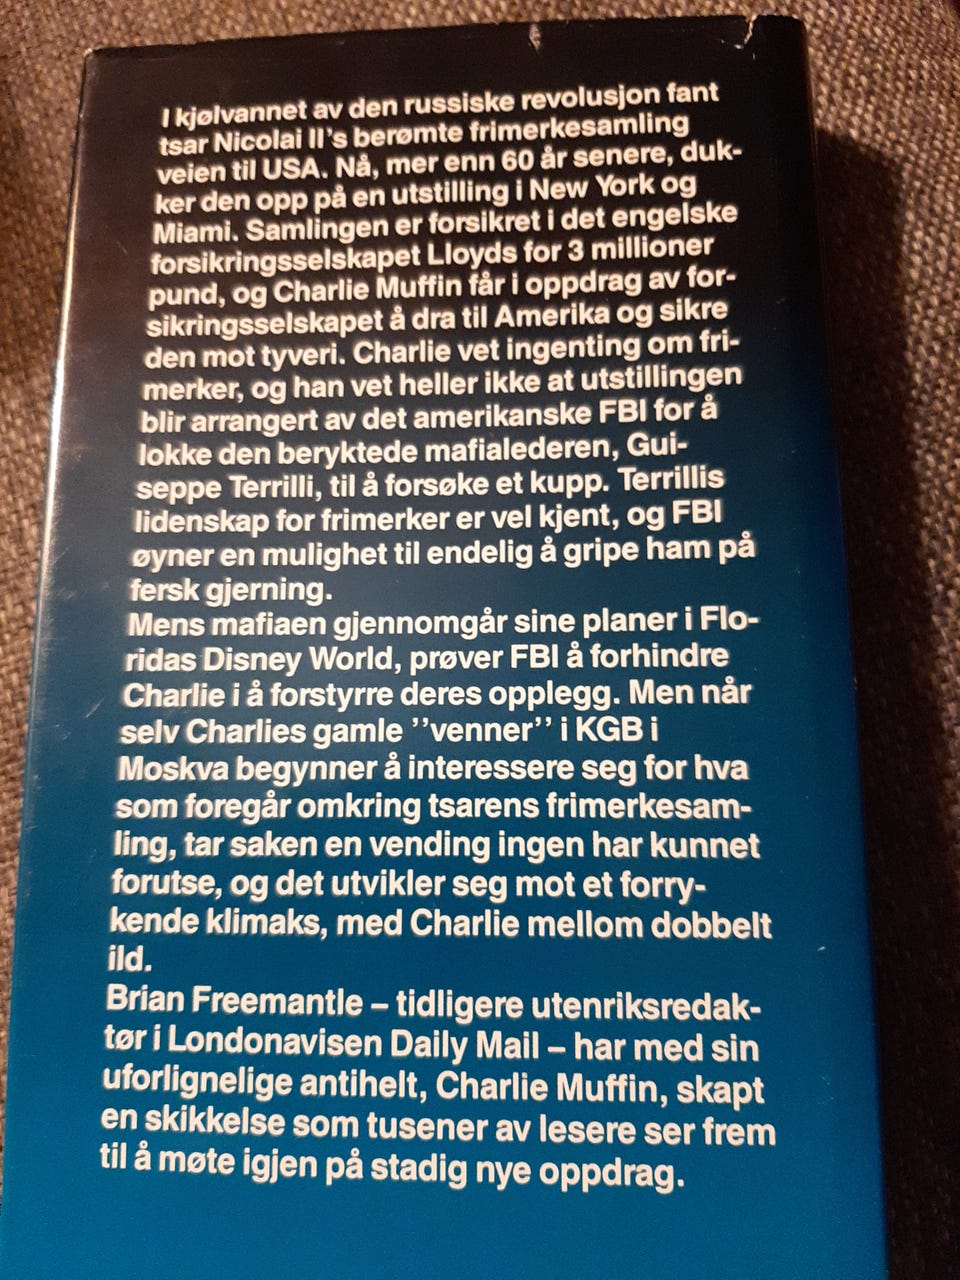 I kjølvannet av den russiske revolusjon fant
tsar Nicolai II's berømte frimerkesamling
veien til USA. Nå, mer enn 60 år senere, duk-
ker den opp på en utstilling i New York og
Miami. Samlingen er forsikret i det engelske
forsikringsselskapet Lloyds for 3 millioner
pund, og Charlie Muffin får i oppdrag av for-
sikringsselskapet å dra til Amerika og sikre
den mot tyveri. Charlie vet ingenting om fri-
merker, og han vet heller ikke at utstillingen
blir arrangert av det amerikanske FBI for å
lokke den beryktede mafialederen, Gui-
seppe Terrilli, til å forsøke et kupp. Terrillis
lidenskap for frimerker er vel kjent, og FBI
øyner en mulighet til endelig å gripe ham på
fersk gjerning.
Mens mafiaen gjennomgår sine planer i Flo-
ridas Disney World, prøver FBI å forhindre
Charlie i å forstyrre deres opplegg. Men når
selv Charlies gamle ''venner'' i KGB i
Moskva begynner å interessere seg for hva
som foregår omkring tsarens frimerkesam-
ling, tar saken en vending ingen har kunnet
forutse, og det utvikler seg mot et forry-
kende klimaks, med Charlie mellom dobbelt
ild.
Brian Freemantle – tidligere utenriksredak-
tør i Londonavisen Daily Mail – har med sin
uforlignelige antihelt, Charlie Muffin, skapt
en skikkelse som tusener av lesere ser frem
til å møte igjen på stadig nye oppdrag.